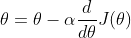 θ = θ − α d/dθ J(θ)